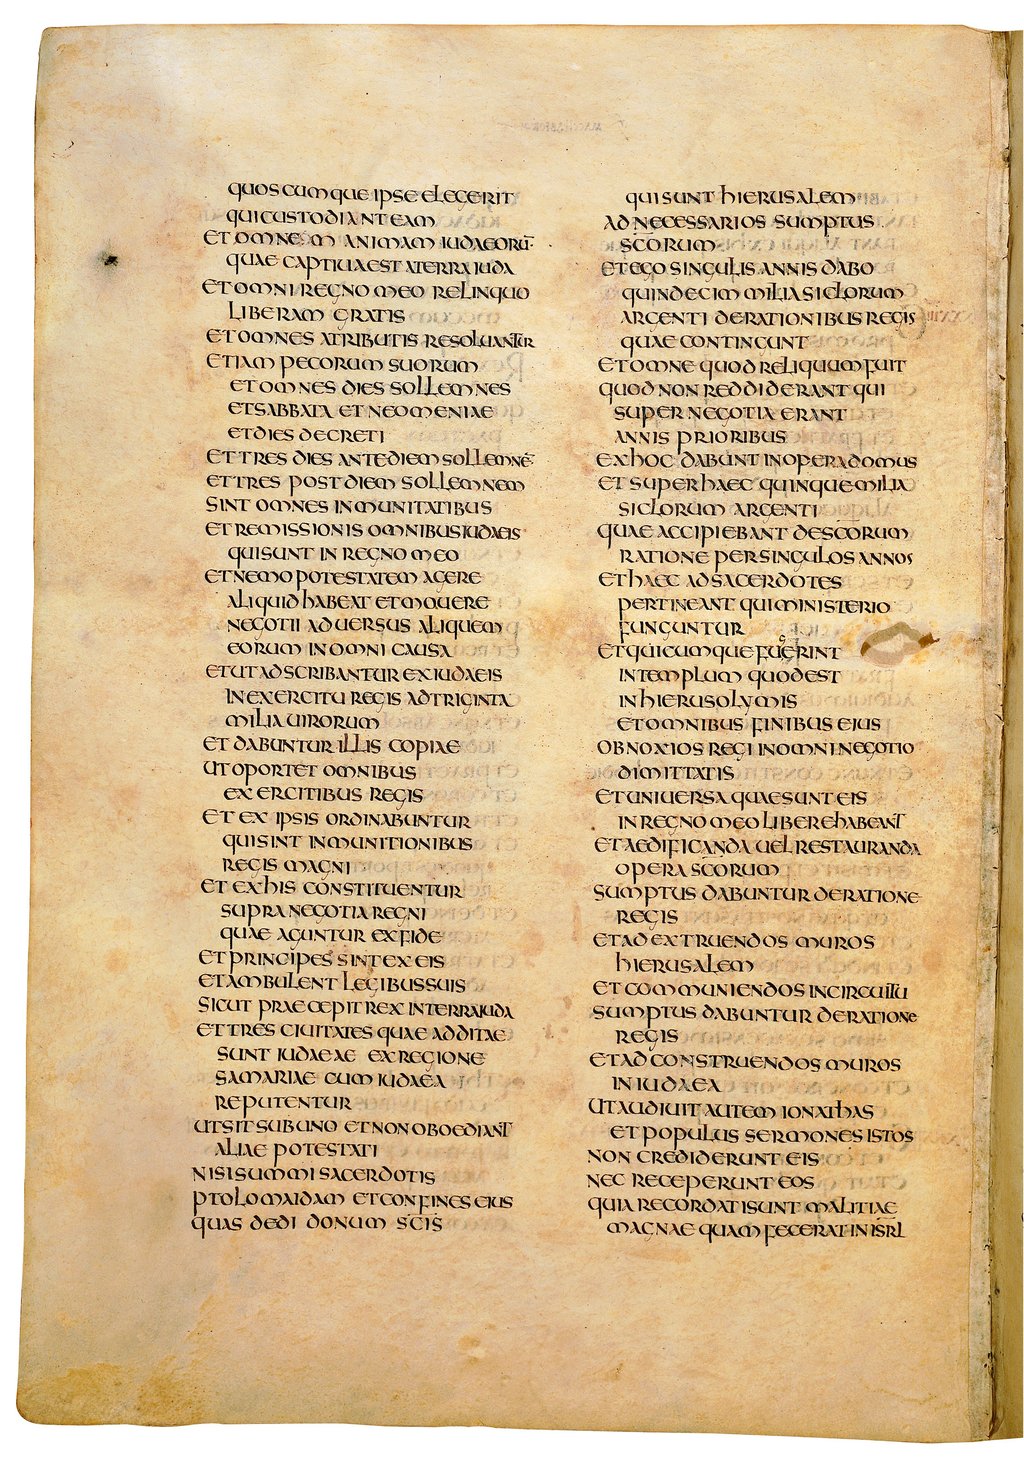 QUOSCUMQUE IPSE ELEGERIT
QUI CUSTODIANT EAM
ET OMNEM ANIMAM IUDAEORŪ
QUAE CAPTIUA EST A TERRA IUDA
ET OMNI REGNO MEO RELINQUO
LIBERAM GRATIS
ET OMNES A TRIBUTIS RESOLUANTUR
ETIAM PECORUM SUORUM
ET OMNES DIES SOLLEMNES
ET SABBATA ET NEOMENIAE
ET DIES DECRETI
ET TRES DIES ANTE DIEM SOLLEMNĒ
ET TRES POST DIEM SOLLEMNEM
SINT OMNES INMUNITATIBUS
ET REMISSIONIS OMNIBUS IUDAEIS
QUI SUNT IN REGNO MEO
ET NEMO POTESTATEM AGERE
ALIQUID HABEAT ET MOUERE
NEGOTII ADUERSUS ALIQUEM
EORUM IN OMNI CAUSA
ET UT ADSCRIBANTUR EX IUDAEIS
IN EXERCITU REGIS AD TRIGINTA
MILIA UIRORUM
ET DABUNTUR ILLIS COPIAE
UT OPORTET OMNIBUS
EXERCITIBUS REGIS
ET EX IPSIS ORDINABUNTUR
QUI SINT IN MUNITIONIBUS
REGIS MAGNI
ET EX HIS CONSTITUENTUR
SUPRA NEGOTIA REGNI
QUAE AGUNTUR EX FIDE
ET PRINCIPES SINT EX EIS
ET AMBULENT LEGIBUS SUIS
SICUT PRAECEPIT REX IN TERRA IUDA
ET TRES CIUITATES QUAE ADDITAE
SUNT IUDAEAE EX REGIONE
SAMARIAE CUM IUDAEA
REPUTENTUR
UT SIT SUB UNO ET NON OBOEDIANT
ALIAE POTESTATI
NISI SUMMI SACERDOTIS
PTOLOMAIDAM ET CONFINES EIUS
QUAS DEDI DONUM SC̄IS
QUI SUNT HIERUSALEM
AD NECESSARIOS SUMPTUS
SC̄ORUM
ET EGO SINGULIS ANNIS DABO
QUINDECIM MILIA SICLORUM
ARGENTI DE RATIONIBUS REGIS
QUAE CONTINGUNT
ET OMNE QUOD RELIQUUM FUIT
QUOD NON REDDIDERANT QUI
SUPER NEGOTIA ERANT
ANNIS PRIORIBUS
EX HOC DABUNT IN OPERA DOMUS
ET SUPER HAEC QUINQUE MILIA
SICLORUM ARGENTI
QUAE ACCIPIEBANT DE SC̄ORUM
RATIONE PER SINGULOS ANNOS
ET HAEC AD SACERDOTES
PERTINEANT QUI MINISTERIO
FUNGUNTUR
ET QUICUMQUE FUGERINT
IN TEMPLUM QUOD EST
IN HIERUSOLYMIS
ET OMNIBUS FINIBUS EIUS
OBNOXIOS REGI IN OMNI NEGOTIO
DIMITTATIS
ET UNIUERSA QUAE SUNT EIS
IN REGNO MEO LIBERE HABEANT
ET AEDIFICANDA UEL RESTAURANDA
OPERA SC̄ORUM
SUMPTUS DABUNTUR DE RATIONE
REGIS
ET AD EXTRUENDOS MUROS
HIERUSALEM
ET COMMUNIENDOS IN CIRCUITU
SUMPTUS DABUNTUR DE RATIONE
REGIS
ET AD CONSTRUENDOS MUROS
IN IUDAEA
UT AUDIUIT AUTEM IONATHAS
ET POPULUS SERMONES ISTOS
NON CREDIDERUNT EIS
NEC RECEPERUNT EOS
QUIA RECORDATI SUNT MALITIAE
MAGNAE QUAM FECERAT IN ISRL̄